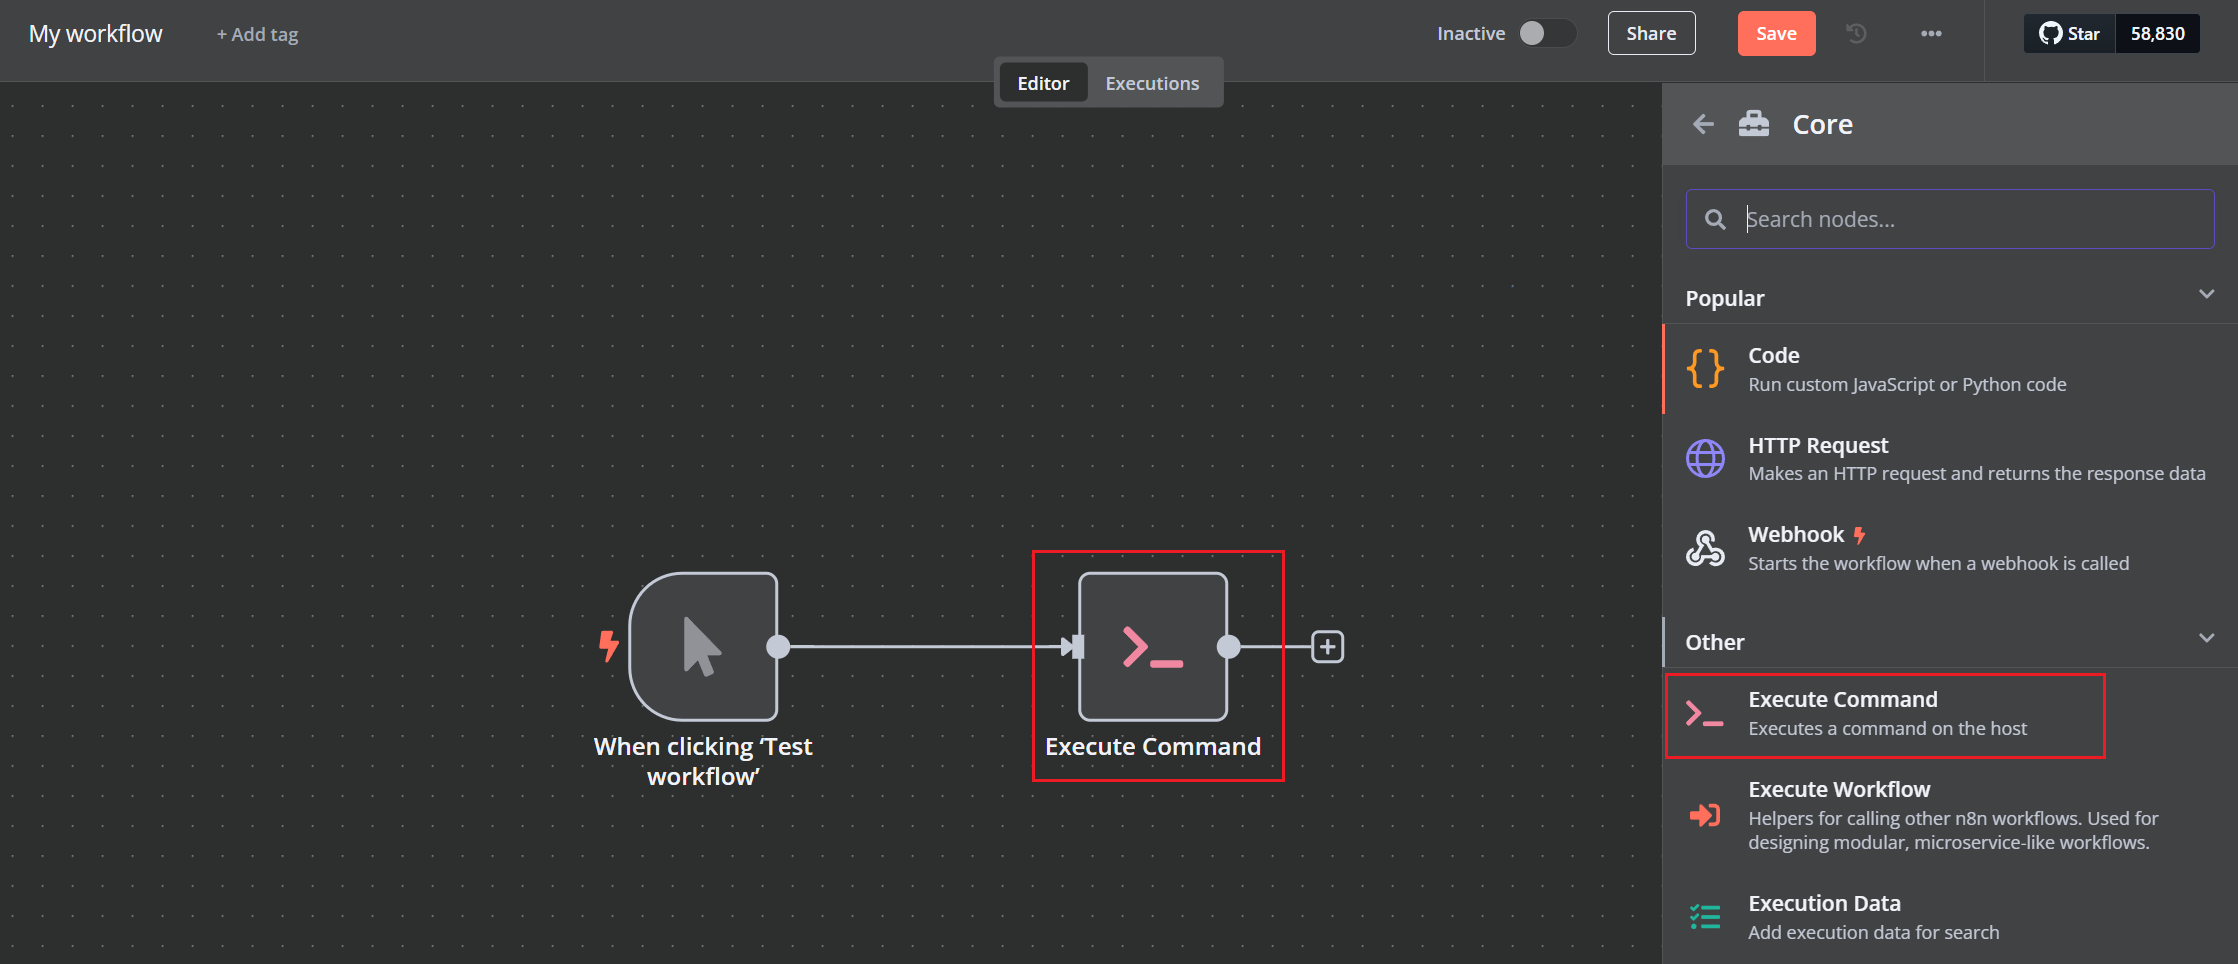 My workflow
+ Add tag
Inactive
Share
Save
Star
58,830
Editor
Executions
Core
Search nodes...
Popular
Code
Run custom JavaScript or Python code
HTTP Request
Makes an HTTP request and returns the response data
Webhook
Starts the workflow when a webhook is called
Other
Execute Command
Executes a command on the host
Execute Workflow
Helpers for calling other n8n workflows. Used for
designing modular, microservice-like workflows.
Execution Data
Add execution data for search
When clicking ‘Test
workflow’
Execute Command